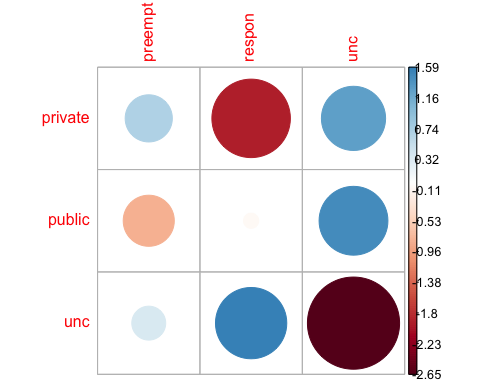 preempt respon unc
private
public
unc
1.59
1.16
0.74
0.32
-0.11
-0.53
-0.96
-1.38
-1.8
-2.23
-2.65